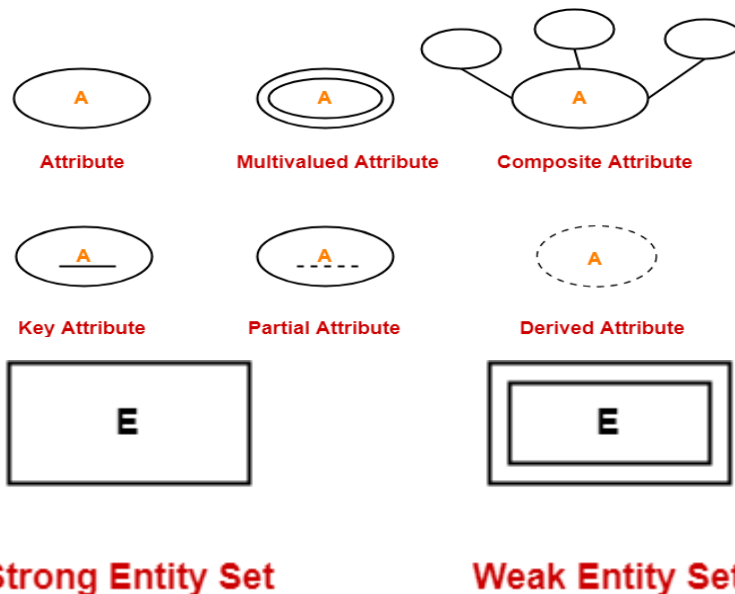 A
A
A
Attribute
Multivalued Attribute
Composite Attribute
A
A
A
Key Attribute
Partial Attribute
Derived Attribute
E
E
Strong Entity Set
Weak Entity Set